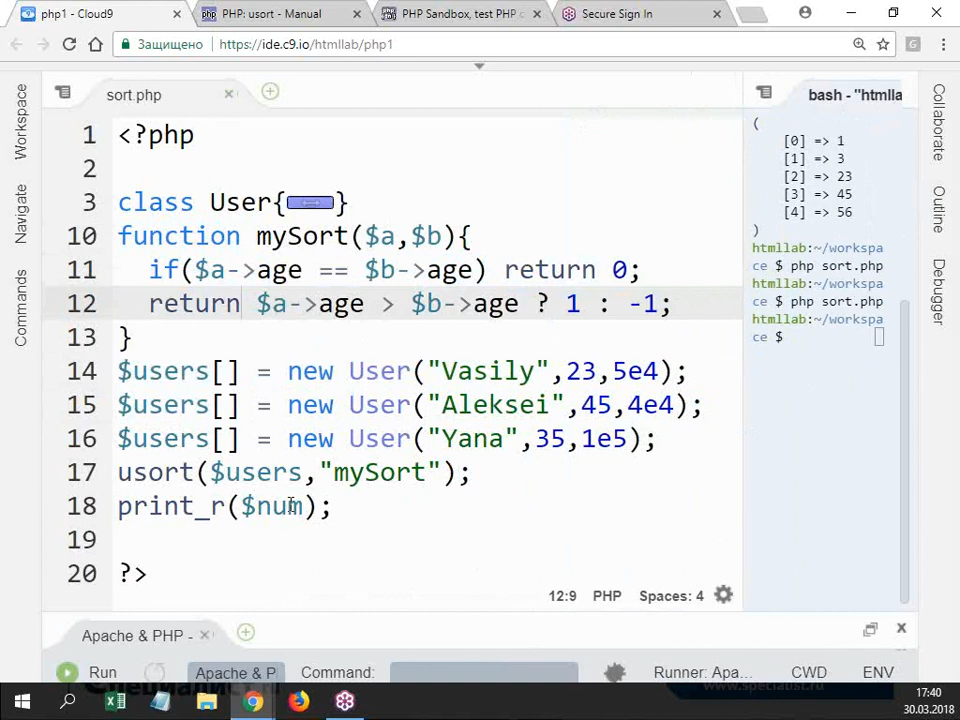 php1 - Cloud9
PHP: usort - Manual
PHP Sandbox, test PHP
Secure Sign In
Защищено
https://ide.c9.io/htmllab/php1
Workspace
Navigate
Commands
sort.php
1 <?php
2
3 class User{}
10 function mySort($a,$b){
11 if($a->age == $b->age) return 0;
12 return $a->age > $b->age ? 1 : -1;
13 }
14 $users[] = new User("Vasily",23,5e4);
15 $users[] = new User("Aleksei",45,4e4);
16 $users[] = new User("Yana",35,1e5);
17 usort($users,"mySort");
18 print_r($num);
19
20 ?>
12:9 PHP Spaces: 4
bash - "htmlla
(
[0] => 1
[1] => 3
[2] => 23
[3] => 45
[4] => 56
)
htmllab:~/workspa
ce $ php sort.php
htmllab:~/workspa
ce $ php sort.php
htmllab:~/workspa
ce $
Collaborate
Outline
Debugger
Apache & PHP -
Run
Apache & P
Command:
Runner: Apa...
CWD
ENV
www.specialist.ru
17:40
30.03.2018